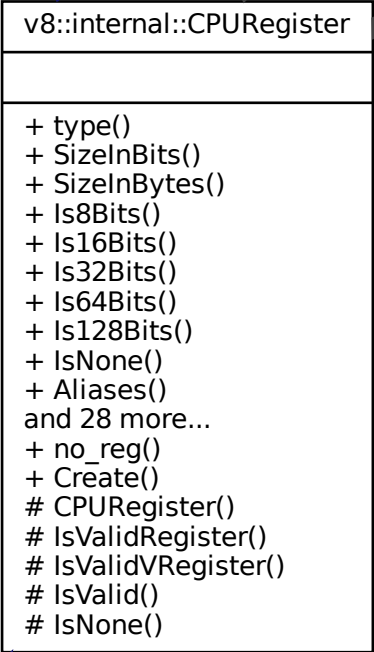 v8::internal::CPURegister
+ type()
+ SizeInBits()
+ SizeInBytes()
+ Is8Bits()
+ Is16Bits()
+ Is32Bits()
+ Is64Bits()
+ Is128Bits()
+ IsNone()
+ Aliases()
and 28 more...
+ no_reg()
+ Create()
# CPURegister()
# IsValidRegister()
# IsValidVRegister()
# IsValid()
# IsNone()